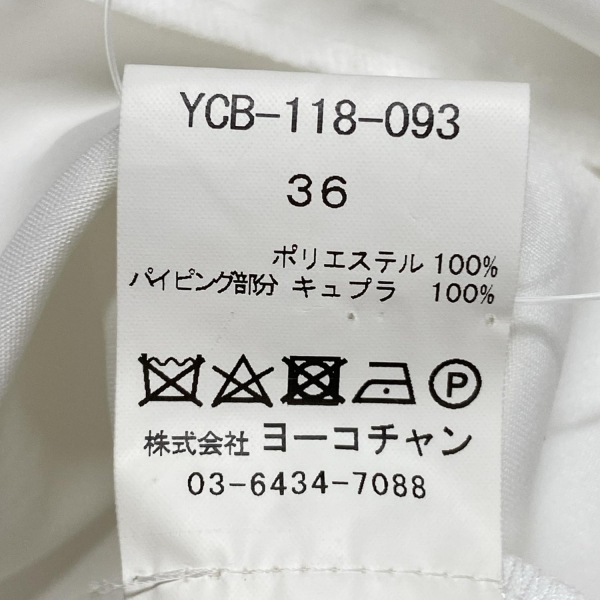 YCB-118-093
36
ポリエステル 100%
パイピング部分 キュプラ 100%
P
株式会社 ヨーコチャン
03-6434-7088